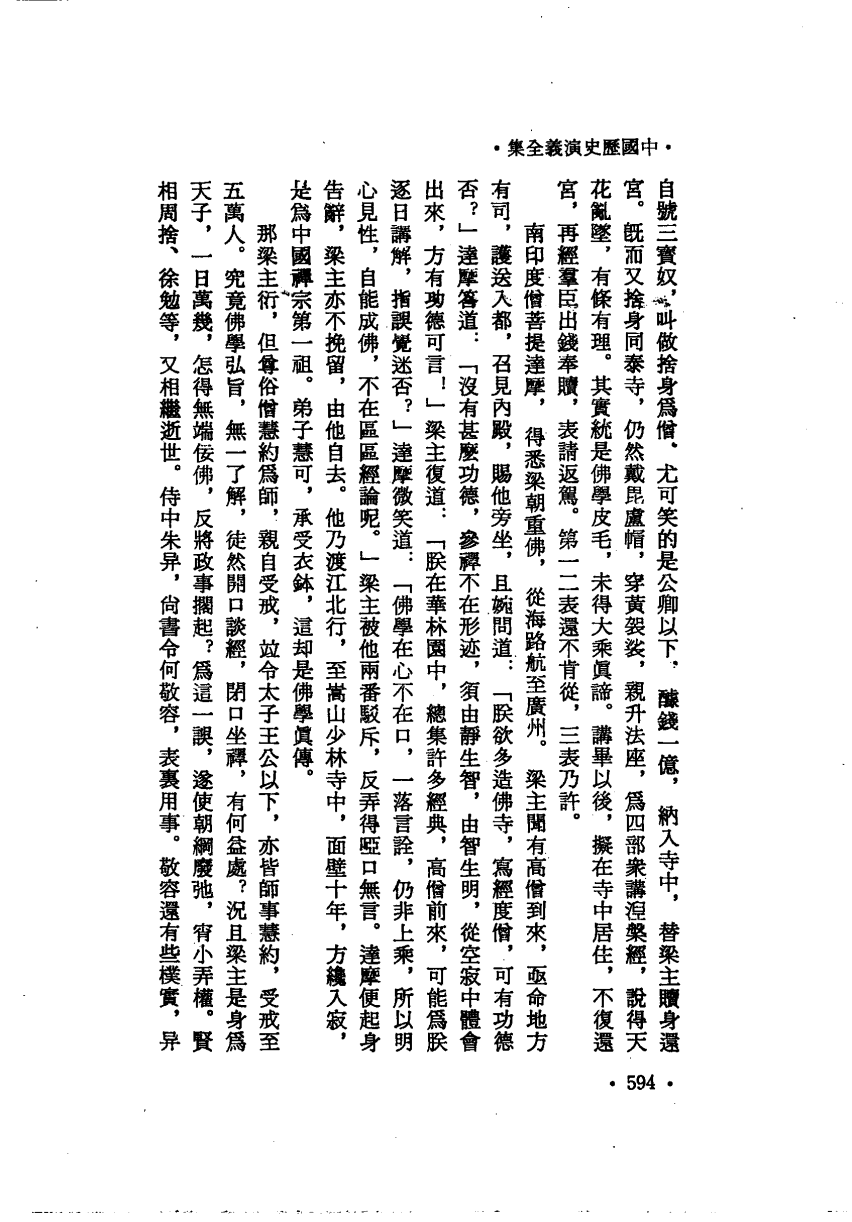 •中國歷史演義全集•
自號三寶奴，叫做捨身爲僧。尤可笑的是公卿以下，醵錢一億，納入寺中，替梁主贖身還
宮。旣而又捨身同泰寺，仍然戴毘盧帽，穿黃袈裟，親升法座，爲四部衆講涅槃經，說得天
花亂墜，有條有理。其實統是佛學皮毛，未得大乘眞諦。講畢以後，擬在寺中居住，不復還
宮，再經羣臣出錢奉贖，表請返駕。第一二表還不肯從，三表乃許。
南印度僧菩提達摩，得悉梁朝重佛，從海路航至廣州。梁主聞有高僧到來，亟命地方
有司，護送入都，召見內殿，賜他旁坐，且婉問道：「朕欲多造佛寺，寫經度僧，可有功德
否？」達摩答道：「沒有甚麼功德，參禪不在形迹，須由靜生智，由智生明，從空寂中體會
出來，方有功德可言！」梁主復道：「朕在華林園中，總集許多經典，高僧前來，可能爲朕
逐日講解，指誤覺迷否？」達摩微笑道：「佛學在心不在口，一落言詮，仍非上乘，所以明
心見性，自能成佛，不在區區經論呢。」梁主被他兩番駁斥，反弄得啞口無言。達摩便起身
告辭，梁主亦不挽留，由他自去。他乃渡江北行，至嵩山少林寺中，面壁十年，方纔入寂，
是爲中國禪宗第一祖。弟子慧可，承受衣鉢，這却是佛學眞傳。
那梁主衍，但尊俗僧慧約爲師，親自受戒，竝令太子王公以下，亦皆師事慧約，受戒至
五萬人。究竟佛學弘旨，無一了解，徒然開口談經，閉口坐禪，有何益處？況且梁主是身爲
天子，一日萬幾，怎得無端佞佛，反將政事擱起？爲這一誤，遂使朝綱廢弛，宵小弄權。賢
相周捨、徐勉等，又相繼逝世。侍中朱异，尙書令何敬容，表裏用事。敬容還有些樸實，异
•594•